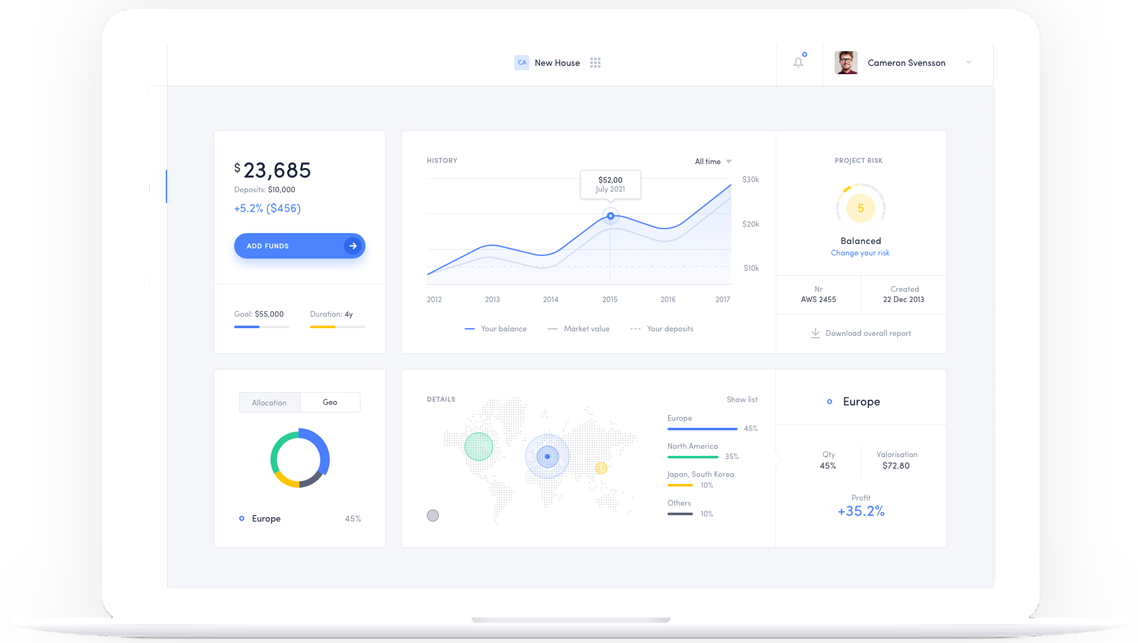 CA New House
Cameron Svensson
$23,685
Deposits: $10,000
+5.2% ($456)
ADD FUNDS
Goal: $55,000
Duration: 4y
HISTORY
All time
$52,00
July 2021
$30k
$20k
$10k
2012 2013 2014 2015 2016 2017
Your balance
Market value
Your deposits
PROJECT RISK
5
Balanced
Change your risk
Nr
AWS 2455
Created
22 Dec 2013
Download overall report
Allocation
Geo
Europe 45%
DETAILS
Show list
Europe
45%
North America
35%
Japan, South Korea
10%
Others
10%
Europe
Qty
45%
Valorisation
$72.80
Profit
+35.2%